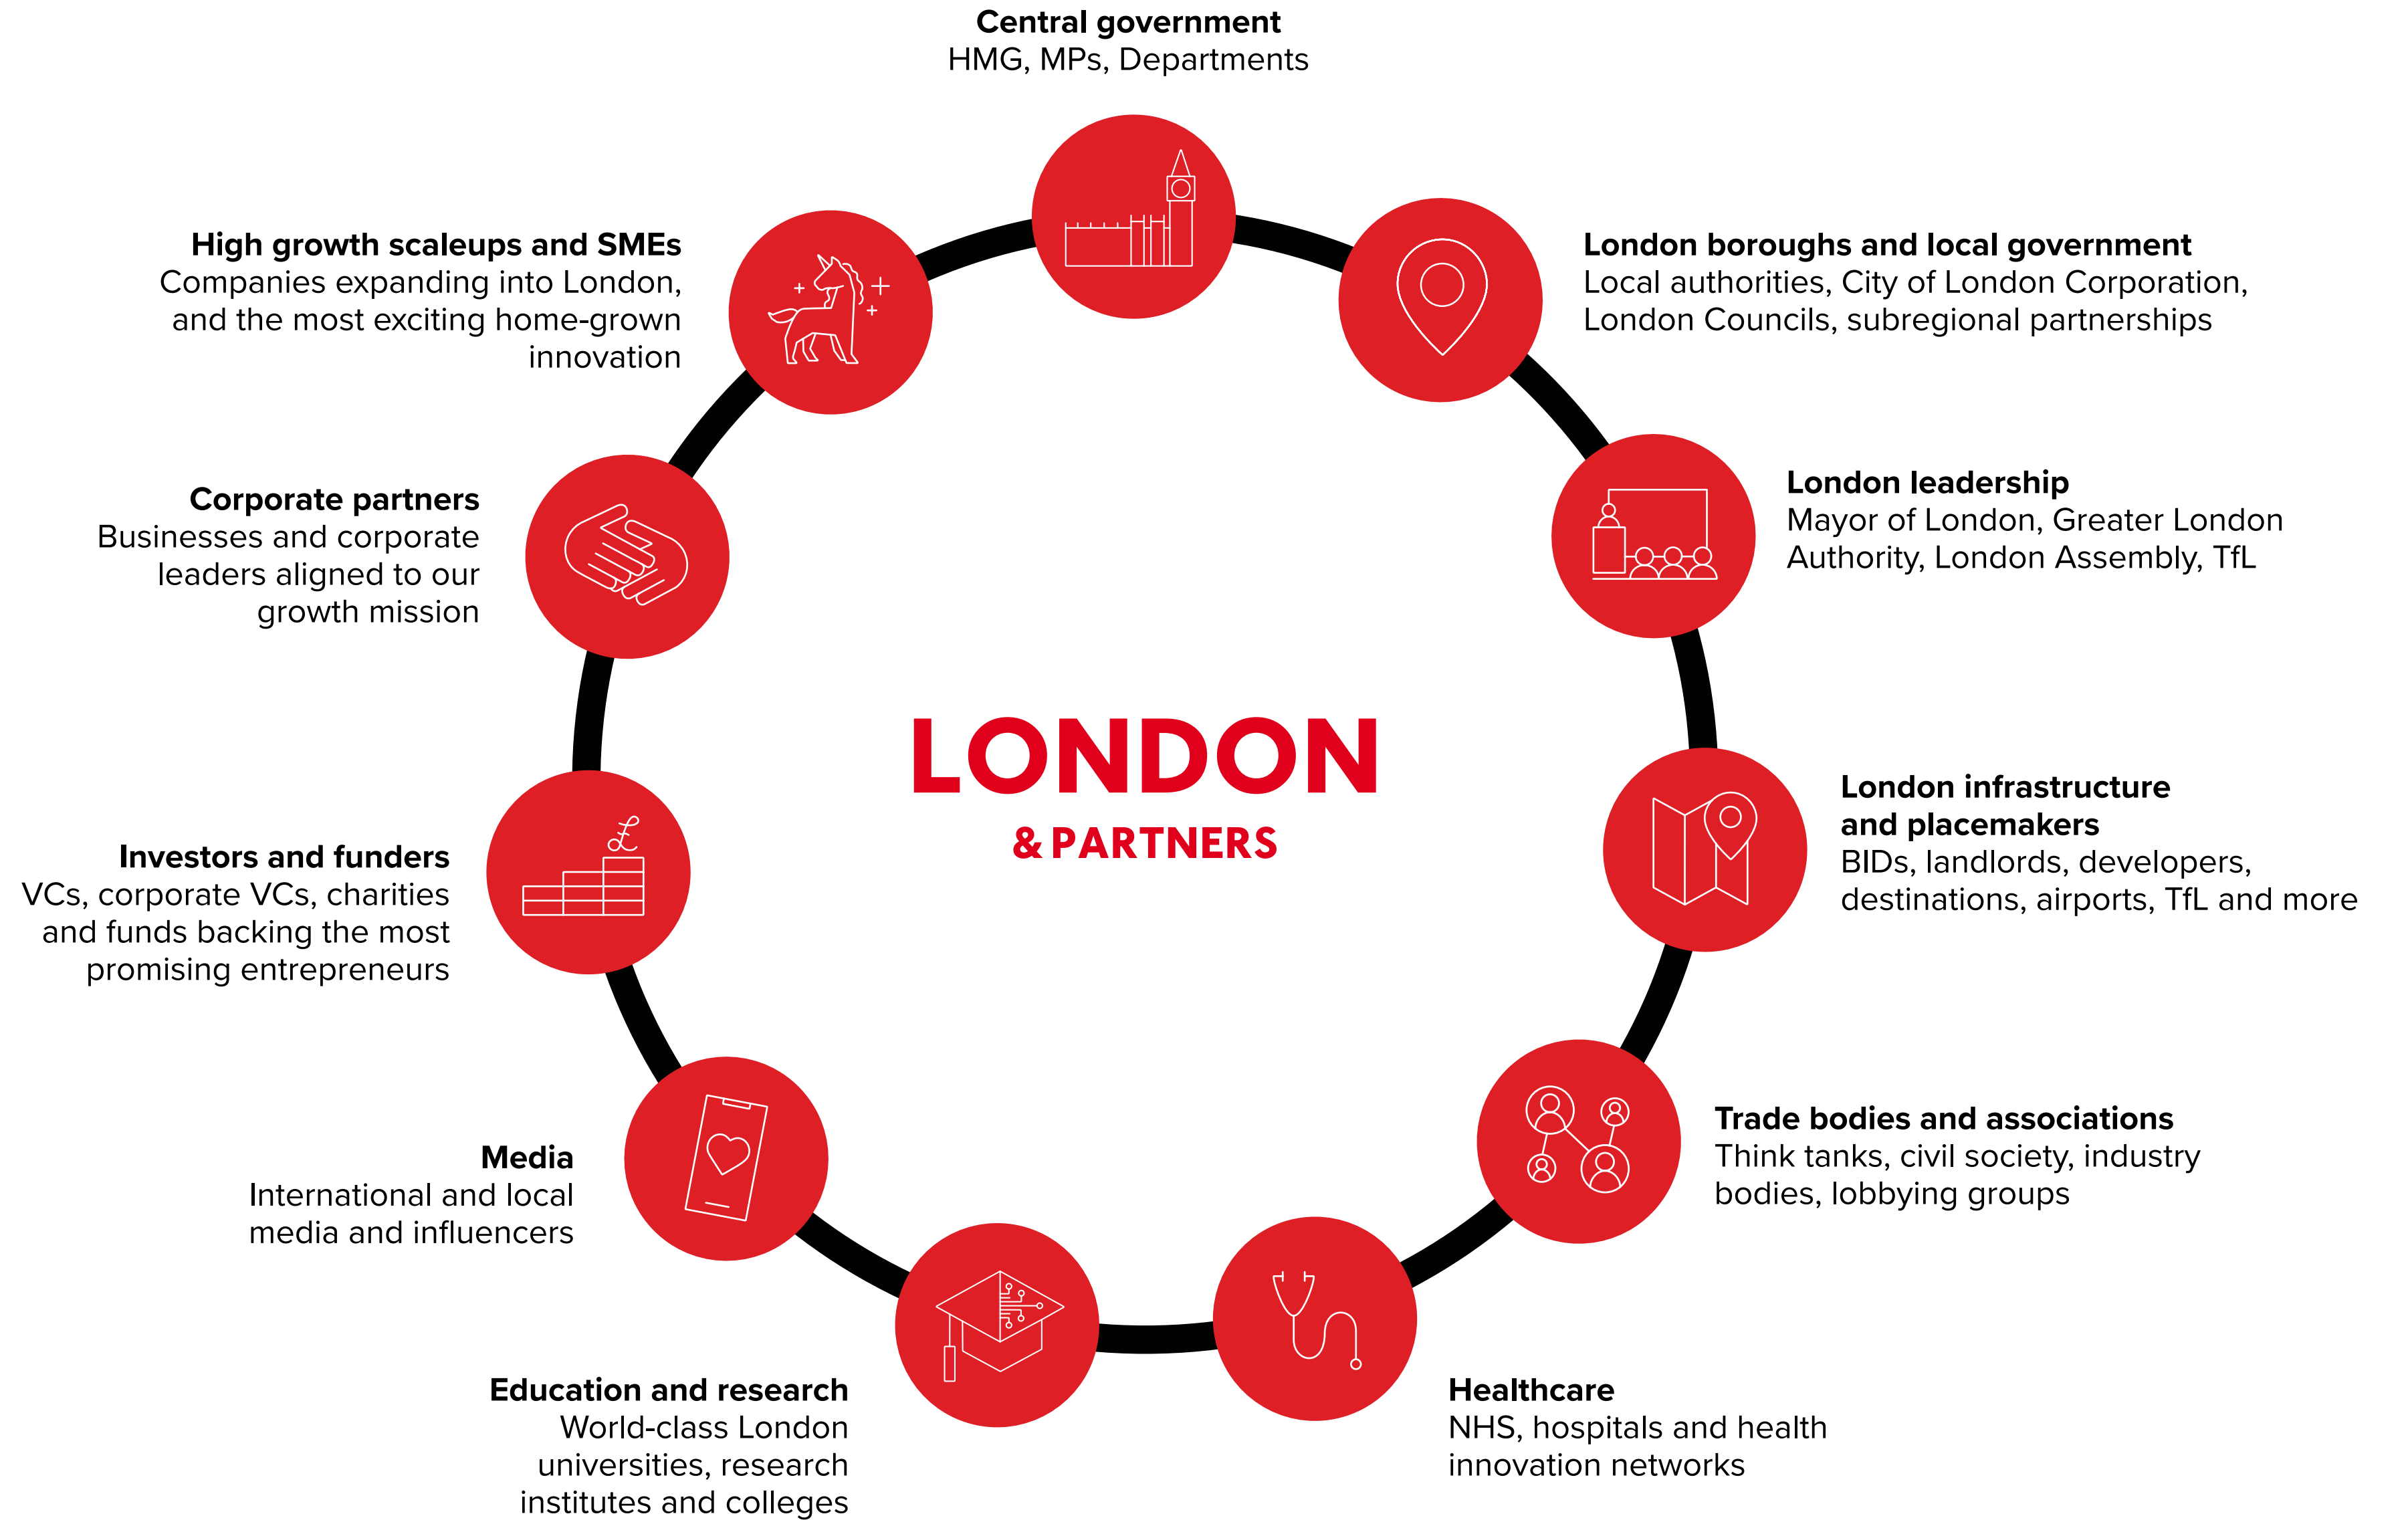 Central government
HMG, MPs, Departments
London boroughs and local government
Local authorities, City of London Corporation,
London Councils, subregional partnerships
London leadership
Mayor of London, Greater London
Authority, London Assembly, TfL
London infrastructure
and placemakers
BIDs, landlords, developers,
destinations, airports, TfL and more
Trade bodies and associations
Think tanks, civil society, industry
bodies, lobbying groups
Healthcare
NHS, hospitals and health
innovation networks
Education and research
World-class London
universities, research
institutes and colleges
Media
International and local
media and influencers
Investors and funders
VCs, corporate VCs, charities
and funds backing the most
promising entrepreneurs
£
Corporate partners
Businesses and corporate
leaders aligned to our
growth mission
High growth scaleups and SMEs
Companies expanding into London,
and the most exciting home-grown
innovation
LONDON
& PARTNERS